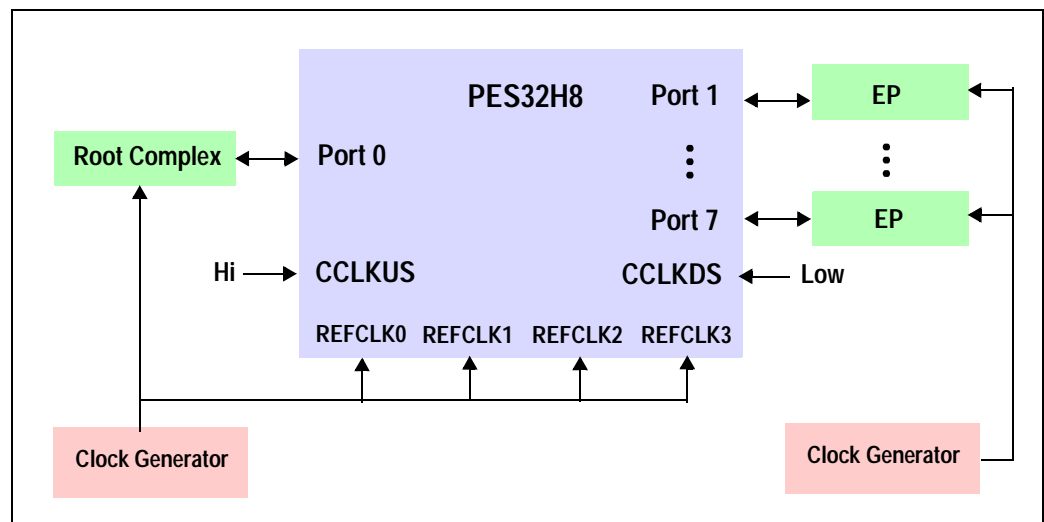 PES32H8
Port 1
EP
Root Complex
Port 0
Port 7
EP
Hi
CCLKUS
CCLKDS
Low
REFCLK0 REFCLK1 REFCLK2 REFCLK3
Clock Generator
Clock Generator